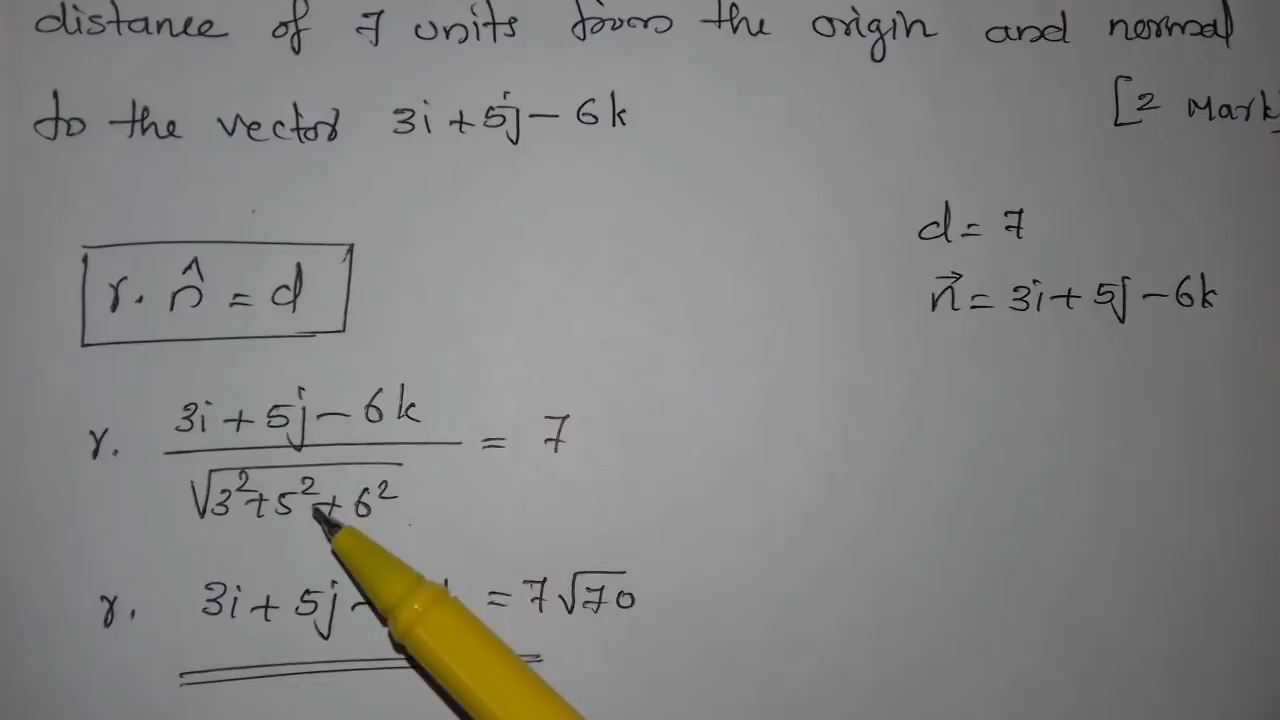 distance of 7 units from the origin and normal
to the vector 3i + 5j − 6k
[2 Mark
d = 7
n⃗ = 3i + 5j − 6k
r. n̂ = d
r. (3i + 5j − 6k) / √(3² + 5² + 6²) = 7
r. 3i + 5j − = 7√70